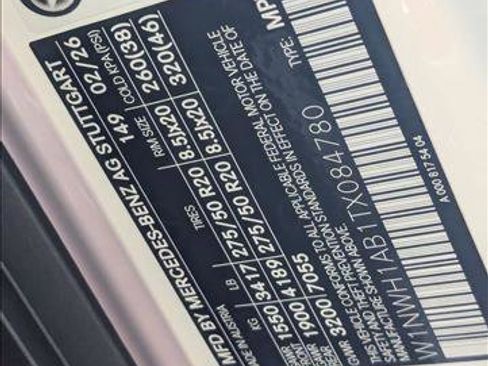 MFD BY MERCEDES-BENZ AG STUTTGART
MADE IN AUSTRIA 149 02/26
KG LB TIRES RIM SIZE COLD KPA(PSI)
FRONT 1550 3417 275/50 R20 8.5Jx20 260(38)
REAR 1900 4189 275/50 R20 8.5Jx20 320(46)
GVWR 3200 7055
THIS VEHICLE CONFORMS TO ALL APPLICABLE FEDERAL MOTOR VEHICLE
AND THEFT PREVENTION STANDARDS IN EFFECT ON THE DATE OF
MANUFACTURE SHOWN ABOVE.
W1NWH1AB1TX084780 TYPE: MP
A 000 817 54 04